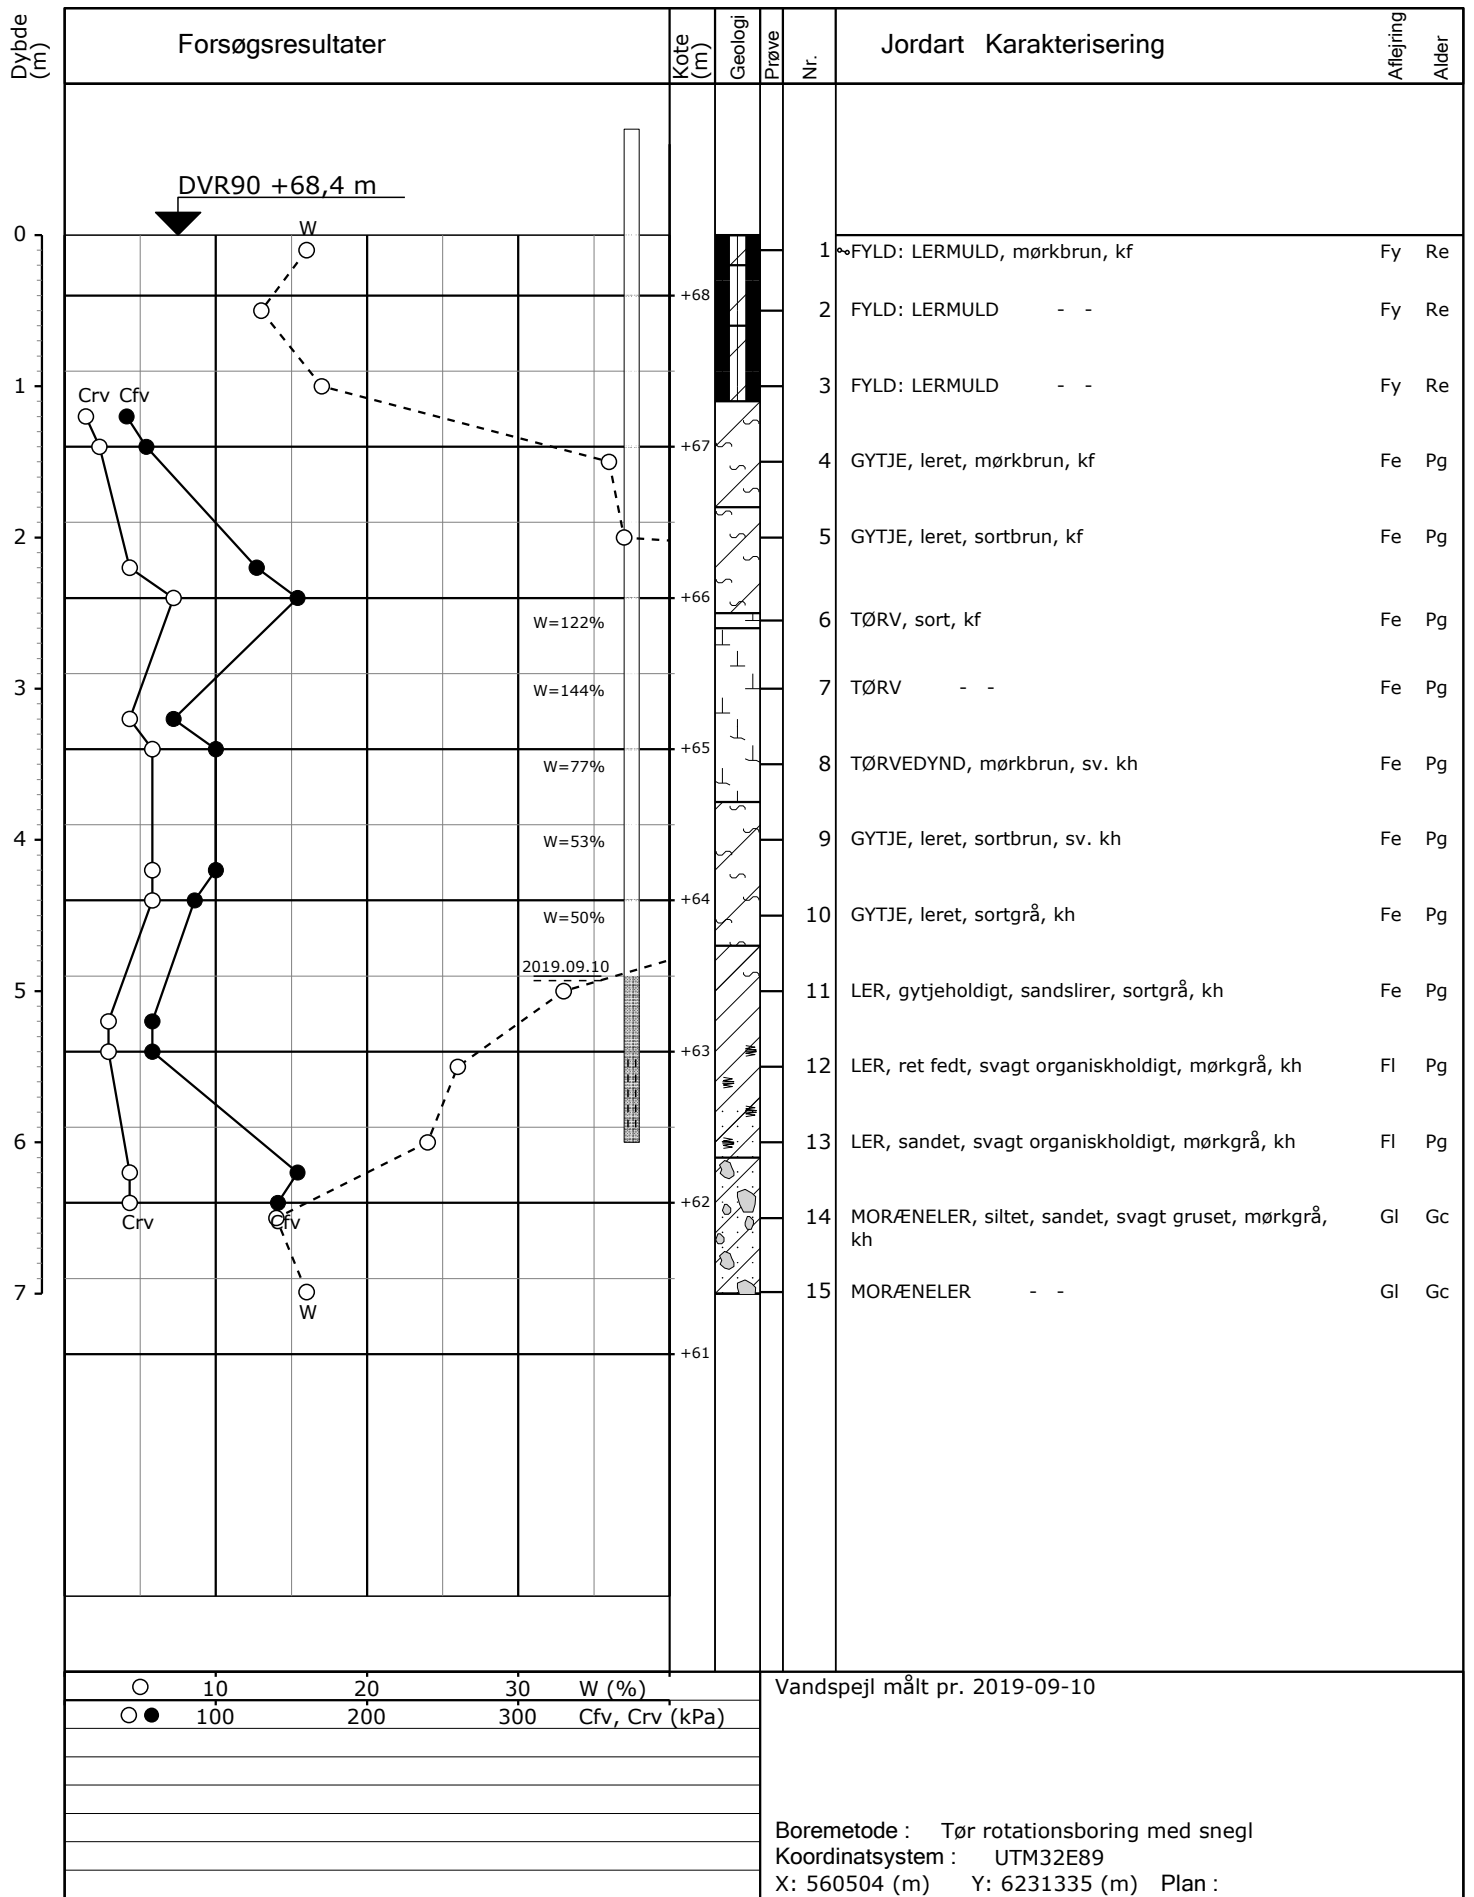 Dybde (m)
Forsøgsresultater
Kote (m)
Geologi
Prøve
Nr.
Jordart Karakterisering
Aflejring
Alder
DVR90 +68,4 m
W
0
1 FYLD: LERMULD, mørkbrun, kf Fy Re
+68
2 FYLD: LERMULD - - Fy Re
1
3 FYLD: LERMULD - - Fy Re
Crv Cfv
+67
4 GYTJE, leret, mørkbrun, kf Fe Pg
2
5 GYTJE, leret, sortbrun, kf Fe Pg
+66
W=122%
6 TØRV, sort, kf Fe Pg
3
W=144%
7 TØRV - - Fe Pg
+65
W=77%
8 TØRVEDYND, mørkbrun, sv. kh Fe Pg
4
W=53%
9 GYTJE, leret, sortbrun, sv. kh Fe Pg
+64
W=50%
10 GYTJE, leret, sortgrå, kh Fe Pg
2019.09.10
5
11 LER, gytjeholdigt, sandslirer, sortgrå, kh Fe Pg
+63
12 LER, ret fedt, svagt organiskholdigt, mørkgrå, kh Fl Pg
6
13 LER, sandet, svagt organiskholdigt, mørkgrå, kh Fl Pg
+62
Crv Cfv
14 MORÆNELER, siltet, sandet, svagt gruset, mørkgrå, Gl Gc
kh
7
15 MORÆNELER - - Gl Gc
W
+61
10 20 30 W (%)
100 200 300 Cfv, Crv (kPa)
Vandspejl målt pr. 2019-09-10
Boremetode : Tør rotationsboring med snegl
Koordinatsystem : UTM32E89
X: 560504 (m) Y: 6231335 (m) Plan :